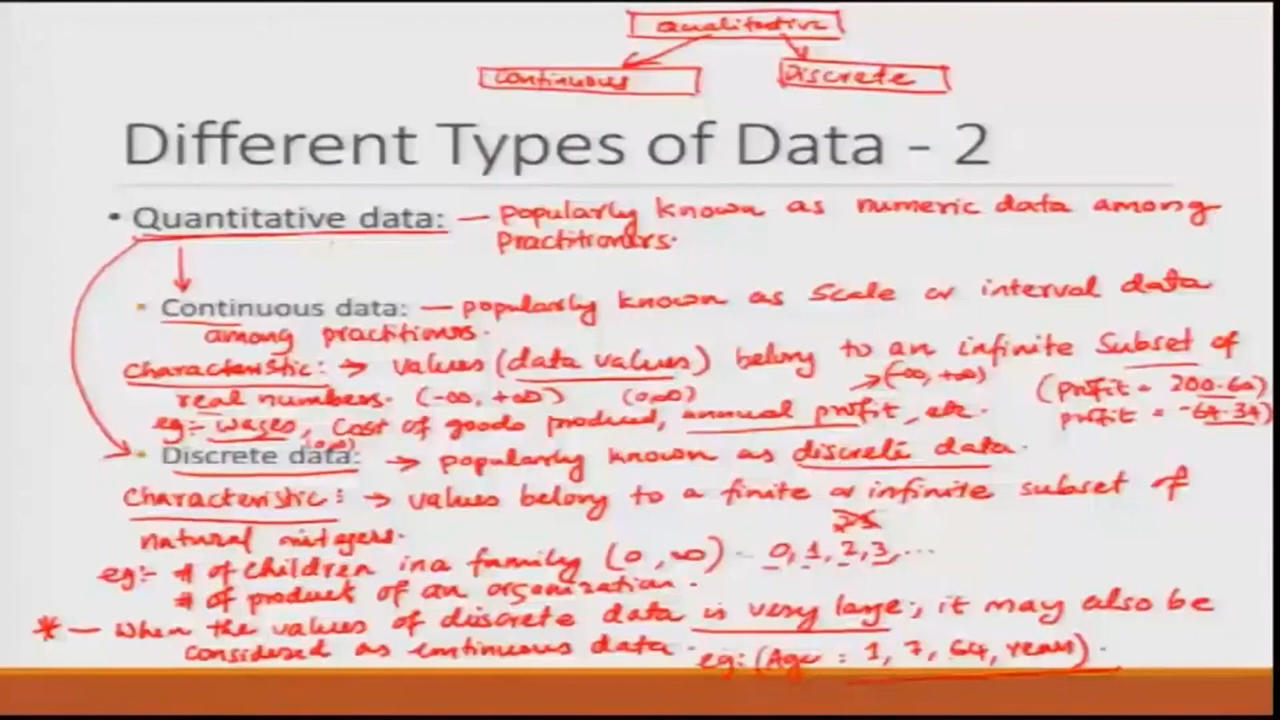 Qualitative
Continuous Discrete
Different Types of Data - 2
• Quantitative data: — Popularly known as numeric data among
Practitioners.
• Continuous data: — popularly known as Scale or interval data
among practitioners.
Characteristic: → values (data values) belong to an infinite Subset of
→ (-∞, +∞)
real numbers. (-∞, +∞) (0,∞) (profit = 200.60)
eg:- wages, Cost of goods produced, annual profit, etc. profit = -64.34)
(0,∞)
• Discrete data: → popularly known as discrete data.
Characteristic: → values belong to a finite or infinite subset of
natural integers.
2.5
eg:- # of children in a family (0,∞) - 0, 1, 2, 3, ...
# of product of an organization.
* — When the values of discrete data is very large, it may also be
considered as continuous data. eg: (Age : 1, 7, 64, years).